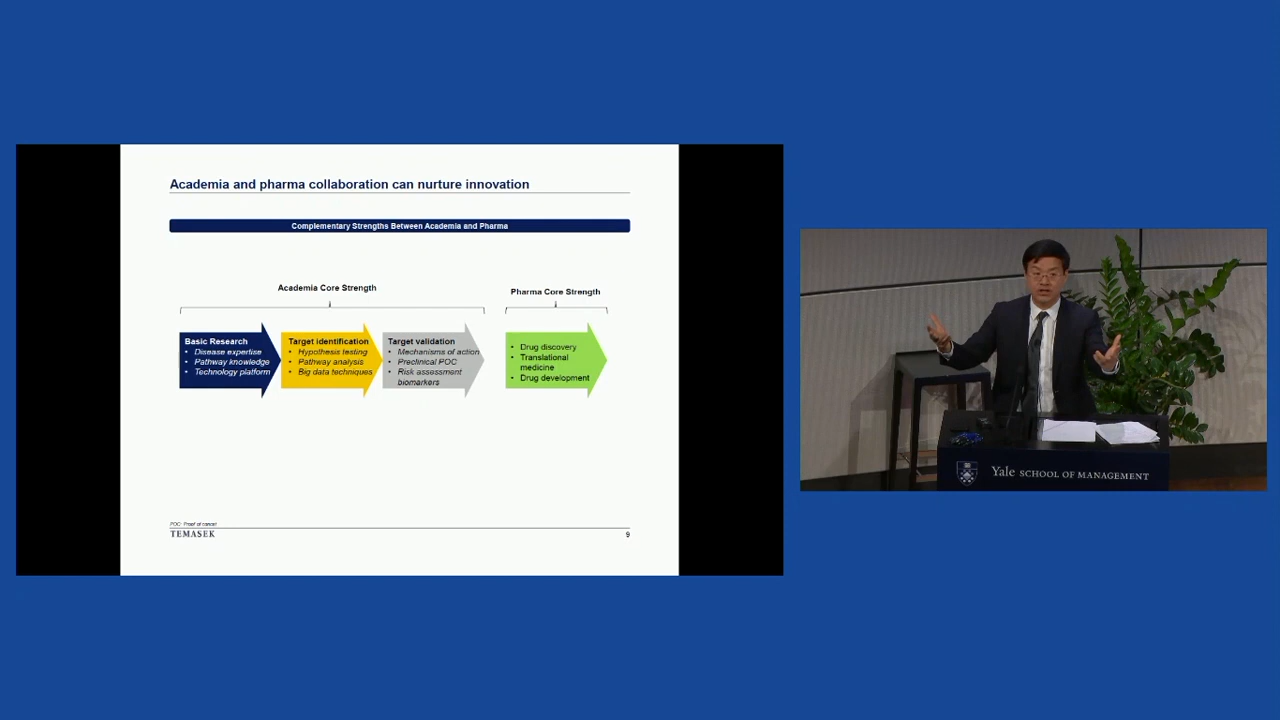 Academia and pharma collaboration can nurture innovation
Complementary Strengths Between Academia and Pharma
Academia Core Strength
Pharma Core Strength
Basic Research
• Disease expertise
• Pathway knowledge
• Technology platform
Target identification
• Hypothesis testing
• Pathway analysis
• Big data techniques
Target validation
• Mechanisms of action
• Preclinical POC
• Risk assessment
biomarkers
• Drug discovery
• Translational
medicine
• Drug development
POC: Proof of concept
TEMASEK
9
Yale SCHOOL OF MANAGEMENT